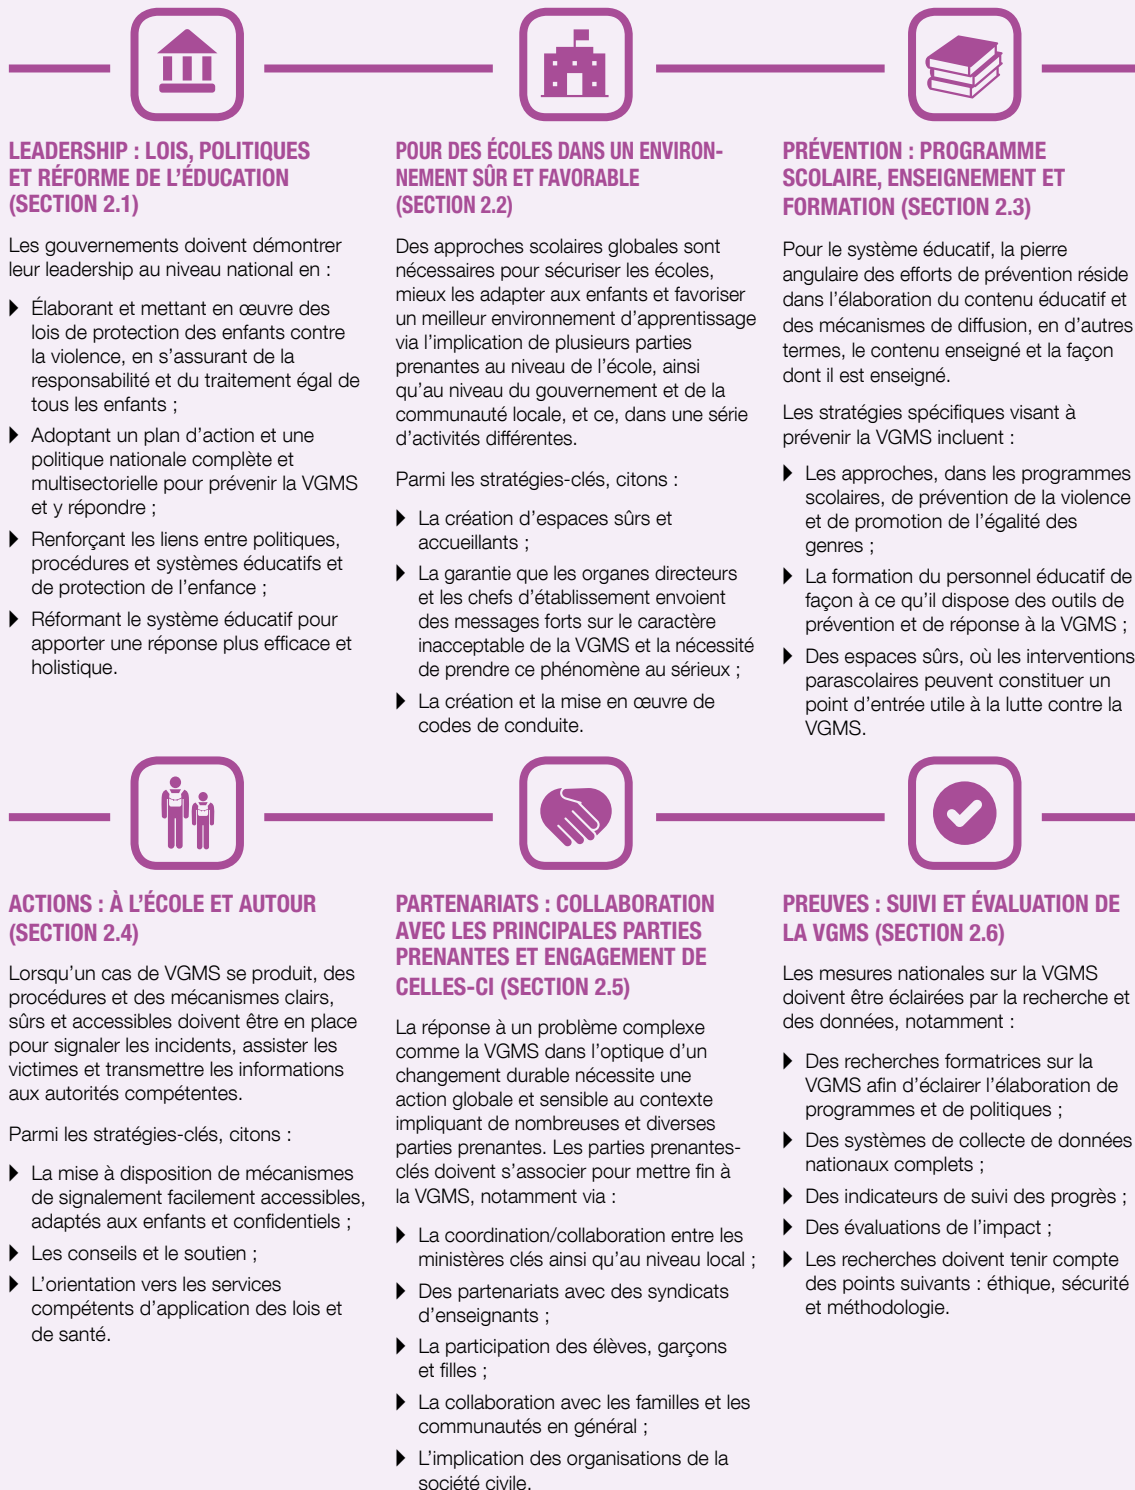 LEADERSHIP : LOIS, POLITIQUES
ET RÉFORME DE L’ÉDUCATION
(SECTION 2.1)
Les gouvernements doivent démontrer
leur leadership au niveau national en :
Élaborant et mettant en œuvre des
lois de protection des enfants contre
la violence, en s’assurant de la
responsabilité et du traitement égal de
tous les enfants ;
Adoptant un plan d’action et une
politique nationale complète et
multisectorielle pour prévenir la VGMS
et y répondre ;
Renforçant les liens entre politiques,
procédures et systèmes éducatifs et
de protection de l’enfance ;
Réformant le système éducatif pour
apporter une réponse plus efficace et
holistique.
POUR DES ÉCOLES DANS UN ENVIRON-
NEMENT SÛR ET FAVORABLE
(SECTION 2.2)
Des approches scolaires globales sont
nécessaires pour sécuriser les écoles,
mieux les adapter aux enfants et favoriser
un meilleur environnement d’apprentissage
via l’implication de plusieurs parties
prenantes au niveau de l’école, ainsi
qu’au niveau du gouvernement et de la
communauté locale, et ce, dans une série
d’activités différentes.
Parmi les stratégies-clés, citons :
La création d’espaces sûrs et
accueillants ;
La garantie que les organes directeurs
et les chefs d’établissement envoient
des messages forts sur le caractère
inacceptable de la VGMS et la nécessité
de prendre ce phénomène au sérieux ;
La création et la mise en œuvre de
codes de conduite.
PRÉVENTION : PROGRAMME
SCOLAIRE, ENSEIGNEMENT ET
FORMATION (SECTION 2.3)
Pour le système éducatif, la pierre
angulaire des efforts de prévention réside
dans l’élaboration du contenu éducatif et
des mécanismes de diffusion, en d’autres
termes, le contenu enseigné et la façon
dont il est enseigné.
Les stratégies spécifiques visant à
prévenir la VGMS incluent :
Les approches, dans les programmes
scolaires, de prévention de la violence
et de promotion de l’égalité des
genres ;
La formation du personnel éducatif de
façon à ce qu’il dispose des outils de
prévention et de réponse à la VGMS ;
Des espaces sûrs, où les interventions
parascolaires peuvent constituer un
point d’entrée utile à la lutte contre la
VGMS.
ACTIONS : À L’ÉCOLE ET AUTOUR
(SECTION 2.4)
Lorsqu’un cas de VGMS se produit, des
procédures et des mécanismes clairs,
sûrs et accessibles doivent être en place
pour signaler les incidents, assister les
victimes et transmettre les informations
aux autorités compétentes.
Parmi les stratégies-clés, citons :
La mise à disposition de mécanismes
de signalement facilement accessibles,
adaptés aux enfants et confidentiels ;
Les conseils et le soutien ;
L’orientation vers les services
compétents d’application des lois et
de santé.
PARTENARIATS : COLLABORATION
AVEC LES PRINCIPALES PARTIES
PRENANTES ET ENGAGEMENT DE
CELLES-CI (SECTION 2.5)
La réponse à un problème complexe
comme la VGMS dans l’optique d’un
changement durable nécessite une
action globale et sensible au contexte
impliquant de nombreuses et diverses
parties prenantes. Les parties prenantes-
clés doivent s’associer pour mettre fin à
la VGMS, notamment via :
La coordination/collaboration entre les
ministères clés ainsi qu’au niveau local ;
Des partenariats avec des syndicats
d’enseignants ;
La participation des élèves, garçons
et filles ;
La collaboration avec les familles et les
communautés en général ;
L’implication des organisations de la
société civile.
PREUVES : SUIVI ET ÉVALUATION DE
LA VGMS (SECTION 2.6)
Les mesures nationales sur la VGMS
doivent être éclairées par la recherche et
des données, notamment :
Des recherches formatrices sur la
VGMS afin d’éclairer l’élaboration de
programmes et de politiques ;
Des systèmes de collecte de données
nationaux complets ;
Des indicateurs de suivi des progrès ;
Des évaluations de l’impact ;
Les recherches doivent tenir compte
des points suivants : éthique, sécurité
et méthodologie.